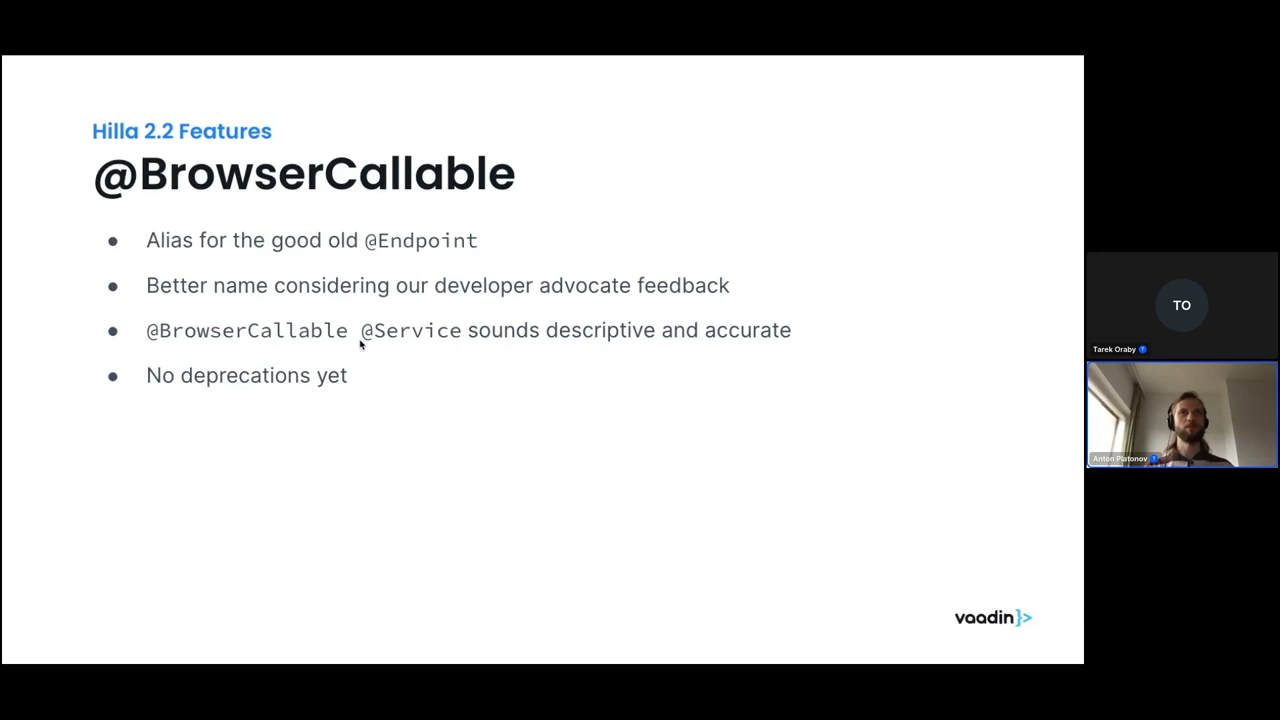 Hilla 2.2 Features
@BrowserCallable
● Alias for the good old @Endpoint
● Better name considering our developer advocate feedback
● @BrowserCallable @Service sounds descriptive and accurate
● No deprecations yet
vaadin}>
TO
Tarek Oraby
Anton Platonov